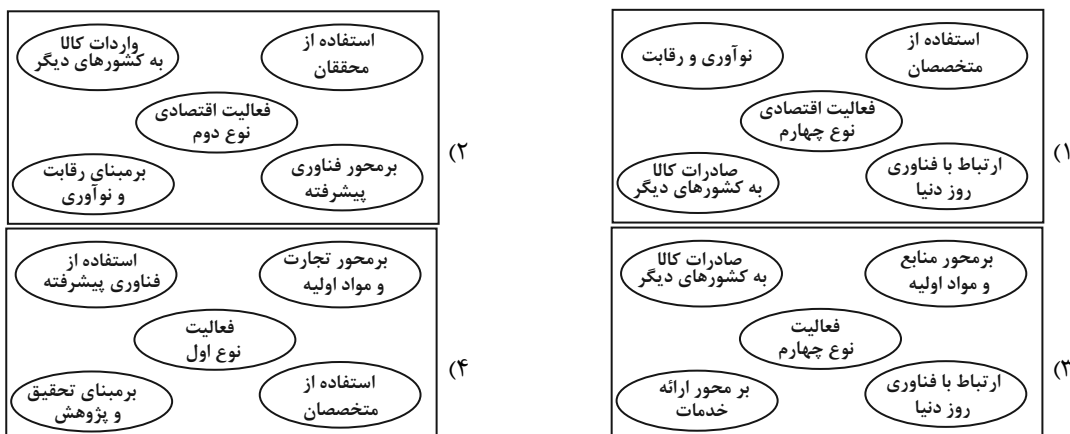 استفاده از
متخصصان
نوآوری و رقابت
فعالیت اقتصادی
نوع چهارم
ارتباط با فناوری
روز دنیا
صادرات کالا
به کشورهای دیگر
۱)
استفاده از
محققان
واردات کالا
به کشورهای دیگر
فعالیت اقتصادی
نوع دوم
برمحور فناوری
پیشرفته
برمبنای رقابت
و نوآوری
۲)
برمحور منابع
و مواد اولیه
صادرات کالا
به کشورهای دیگر
فعالیت
نوع چهارم
ارتباط با فناوری
روز دنیا
بر محور ارائه
خدمات
۳)
برمحور تجارت
و مواد اولیه
استفاده از
فناوری پیشرفته
فعالیت
نوع اول
استفاده از
متخصصان
برمبنای تحقیق
و پژوهش
۴)